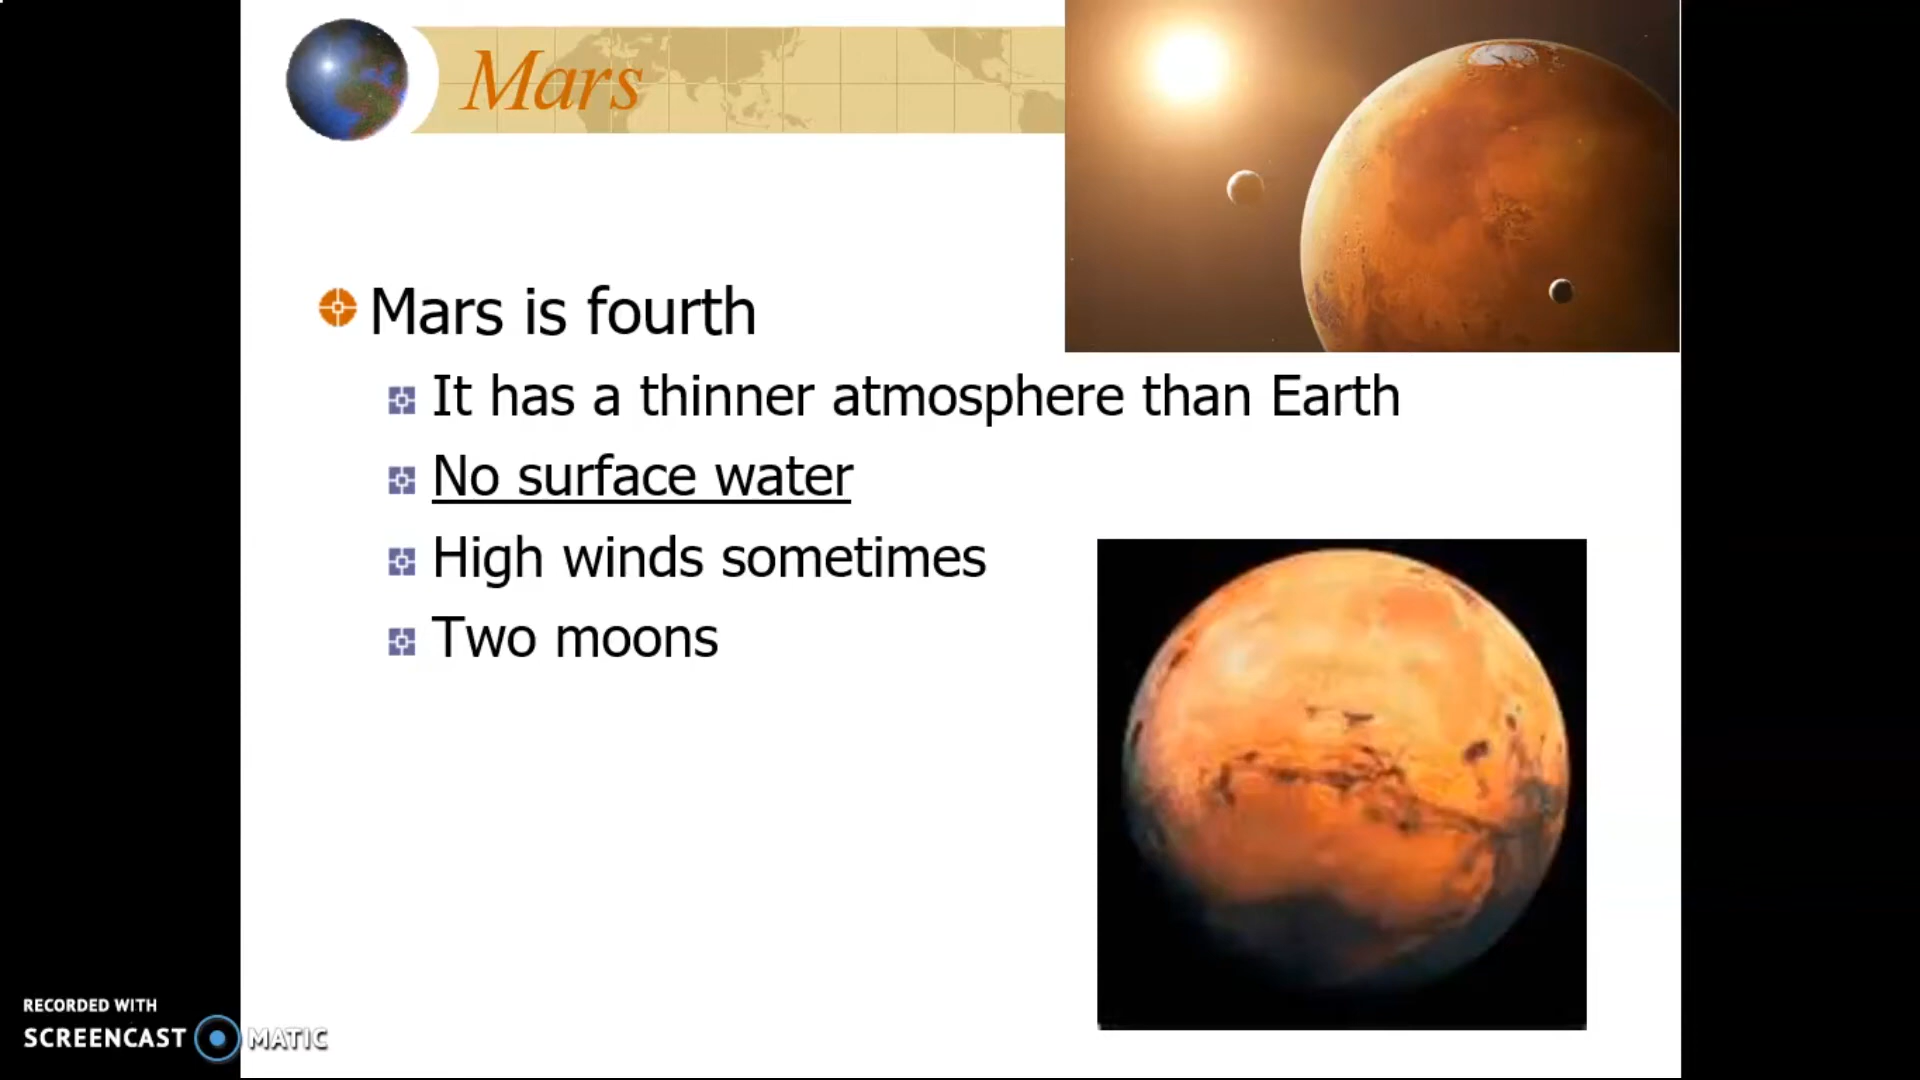 Mars
Mars is fourth
It has a thinner atmosphere than Earth
No surface water
High winds sometimes
Two moons
RECORDED WITH
SCREENCAST MATIC